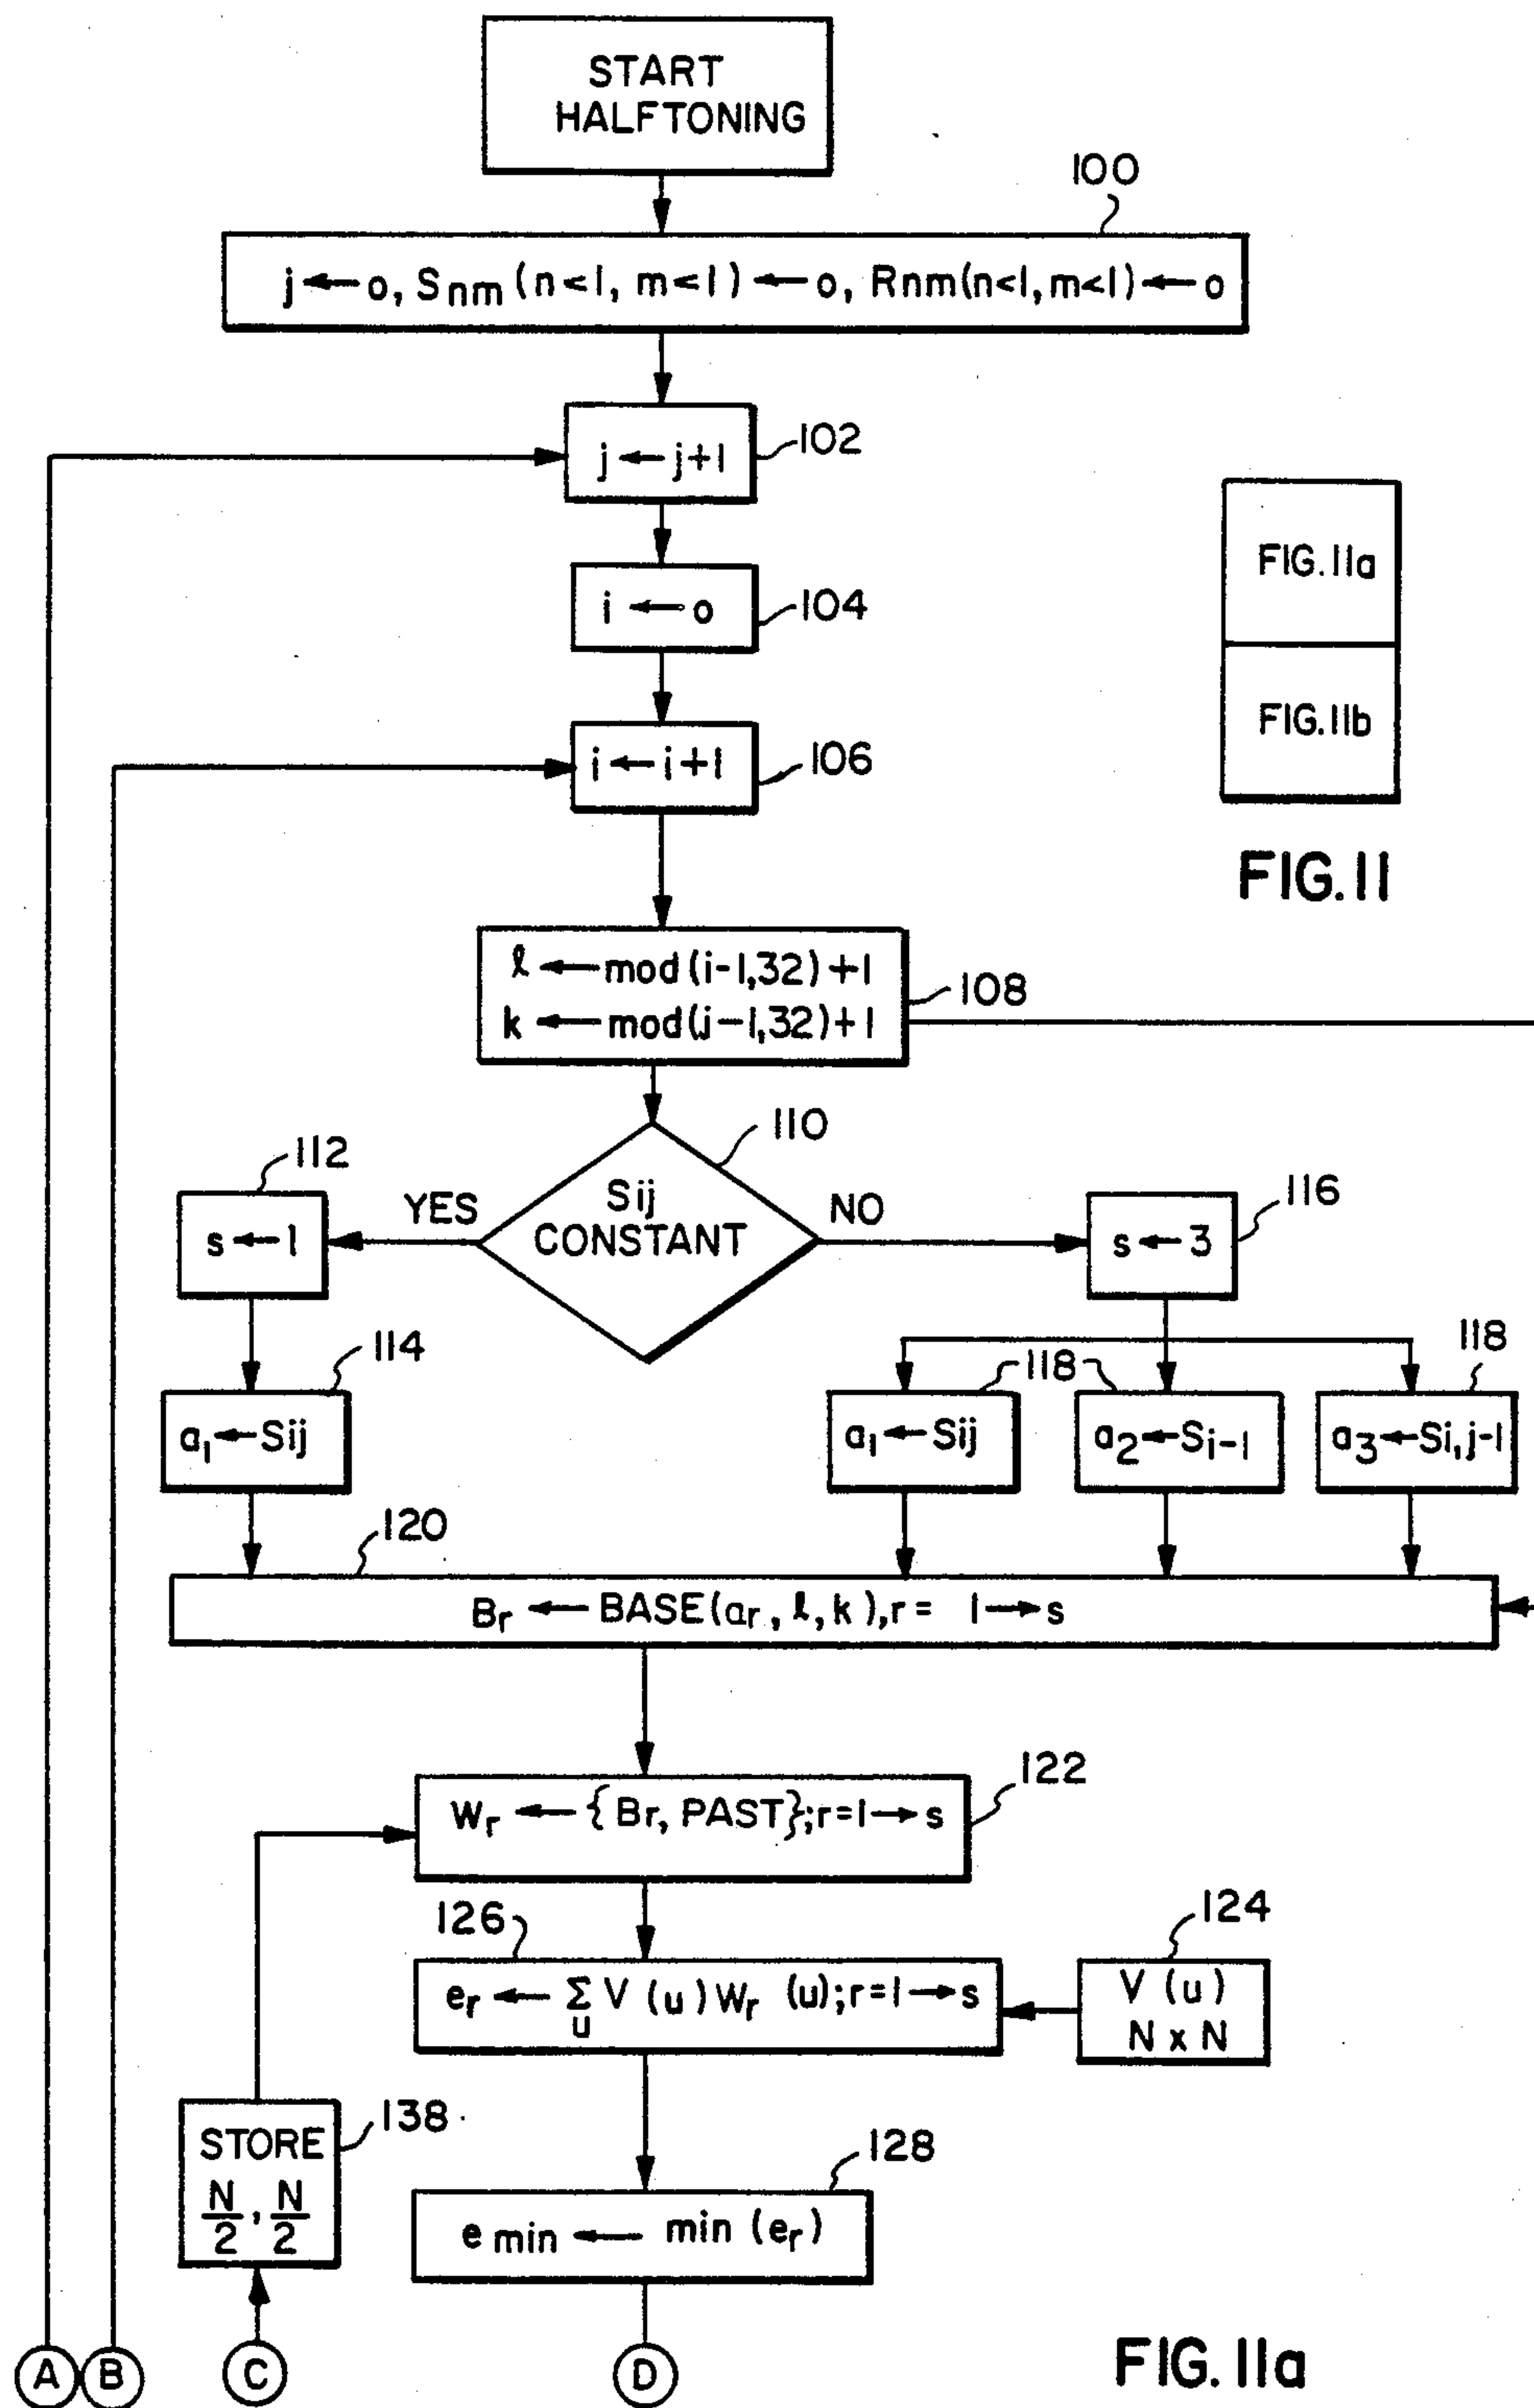 START
HALFTONING
100
j ← o, Snm (n<1, m<1) ← o, Rnm(n<1, m<1) ← o
j ← j+1
102
i ← o
104
FIG. 11a
i ← i+1
106
FIG. 11b
FIG. 11
ℓ ← mod (i-1,32) +1
k ← mod (j-1,32) +1
108
110
112
Sij
CONSTANT
YES
NO
s ← 1
s ← 3
116
114
118
118
a1 ← Sij
a1 ← Sij
a2 ← Si-1
a3 ← Si,j-1
120
Br ← BASE (ar, ℓ, k), r = 1 → s
122
Wr ← {Br, PAST}; r=1 → s
126
124
er ← Σ V (u) Wr (u); r=1 → s
u
V (u)
N x N
138
STORE
N/2, N/2
128
e min ← min (er)
A
B
C
D
FIG. 11a